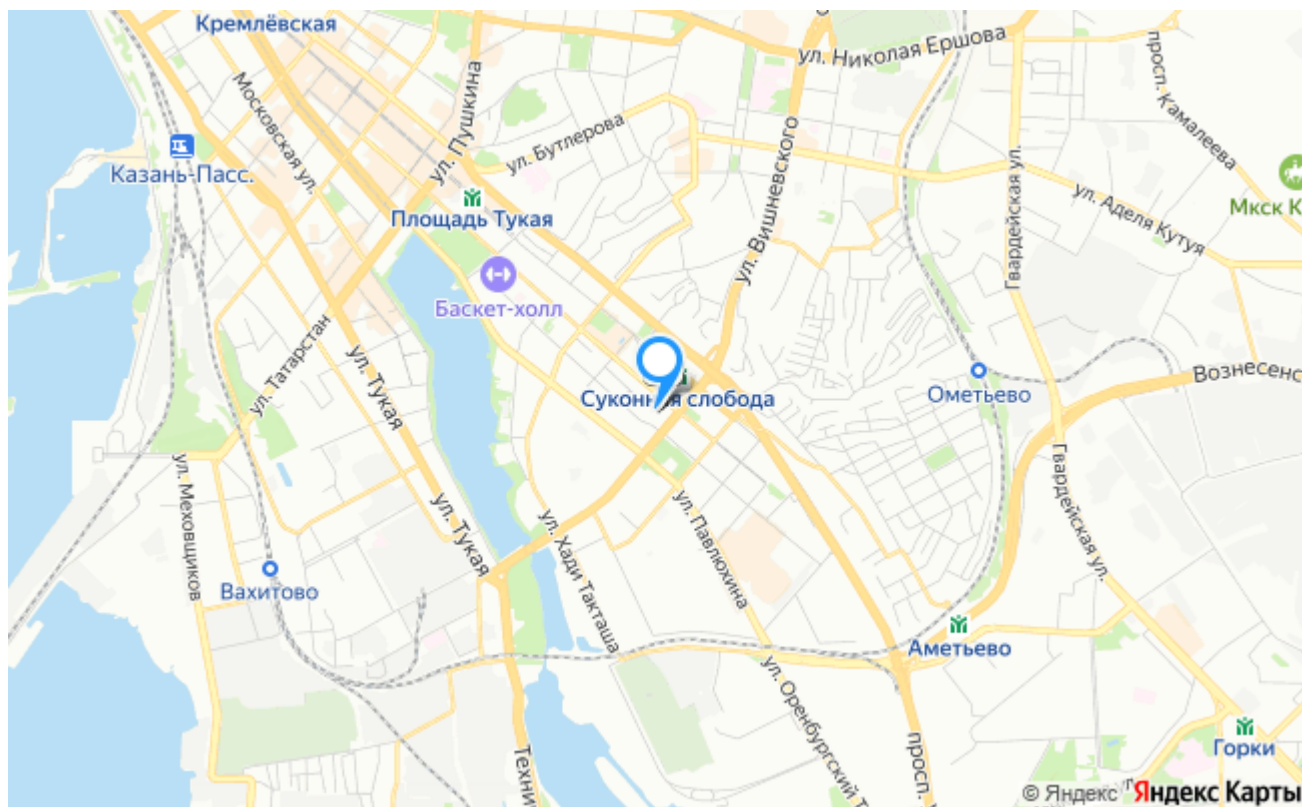 Кремлёвская
ул. Николая Ершова
просп. Камалеева
Московская ул.
ул. Пушкина
ул. Бутлерова
Казань-Пасс.
Площадь Тукая
ул. Вишневского
Гвардейская ул.
ул. Аделя Кутуя
Мкск К
Баскет-холл
ул. Татарстан
ул. Тукая
Суконная слобода
Ометьево
Вознесенс
ул. Меховщиков
ул. Тукая
ул. Хади Такташа
ул. Павлюхина
Гвардейская ул.
Вахитово
Аметьево
ул. Оренбургский Т
Горки
Техни
просп.
© Яндекс Яндекс Карты